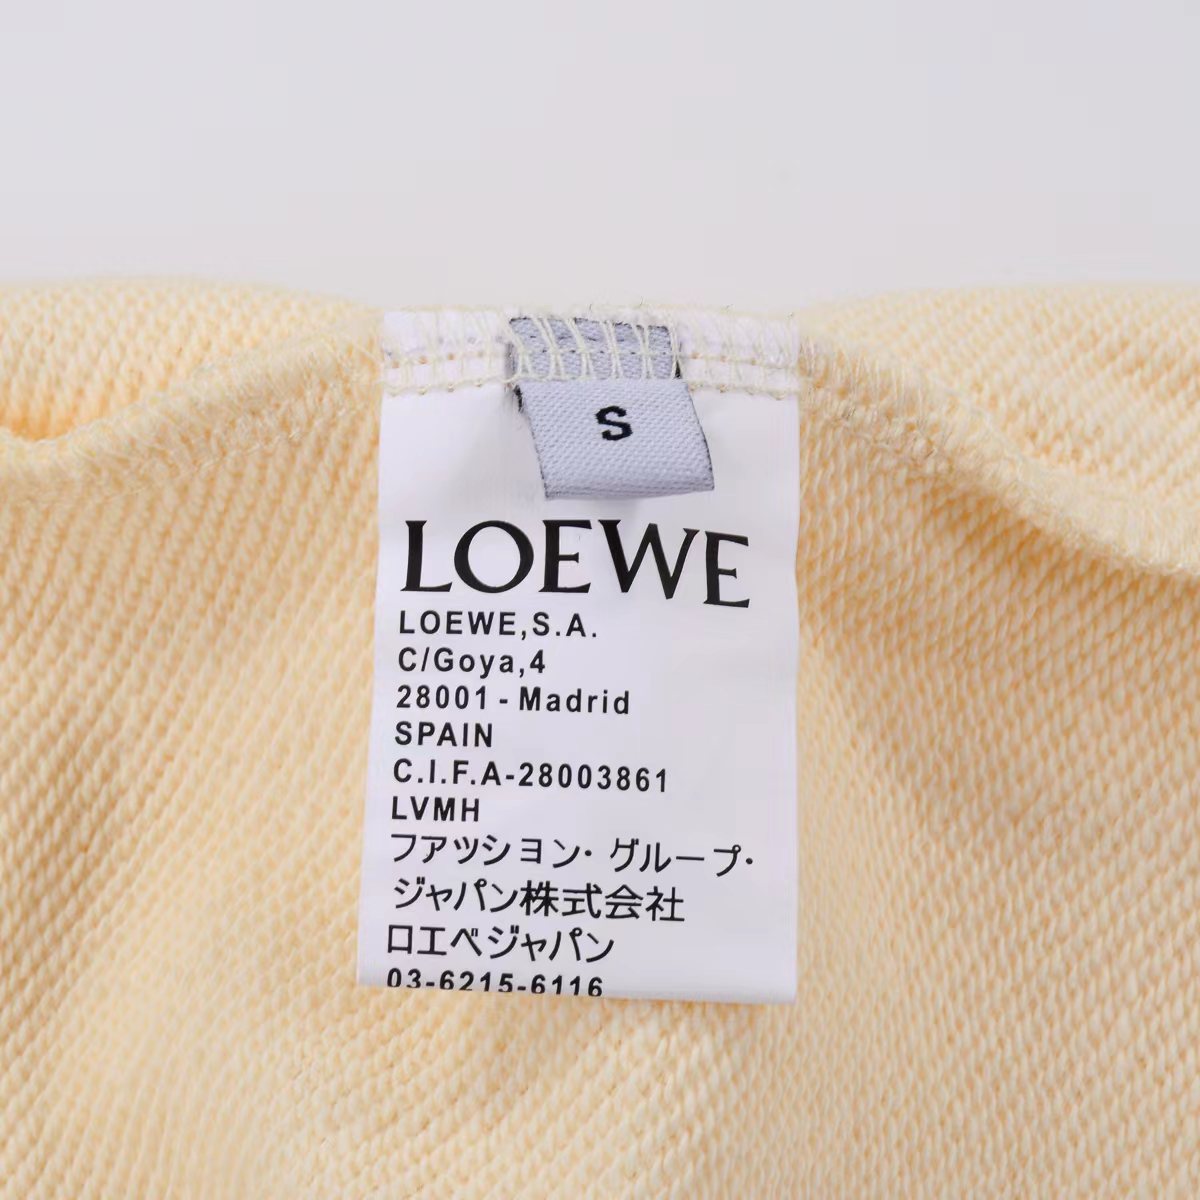 S
LOEWE
LOEWE,S.A.
C/Goya,4
28001 - Madrid
SPAIN
C.I.F.A-28003861
LVMH
ファツション・グループ・
ジャパン株式会社
ロエベジャパン
03-6215-6116